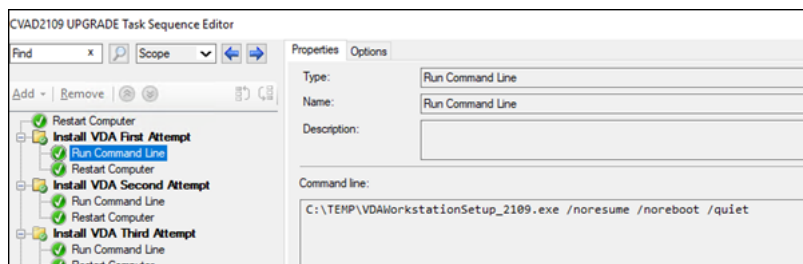 CVAD2109 UPGRADE Task Sequence Editor
Find x Scope
Properties Options
Add Remove
Type: Run Command Line
Name: Run Command Line
Description:
Restart Computer
Install VDA First Attempt
Run Command Line
Restart Computer
Install VDA Second Attempt
Run Command Line
Restart Computer
Install VDA Third Attempt
Run Command Line
Restart Computer
Command line:
C:\TEMP\VDAWorkstationSetup_2109.exe /noresume /noreboot /quiet